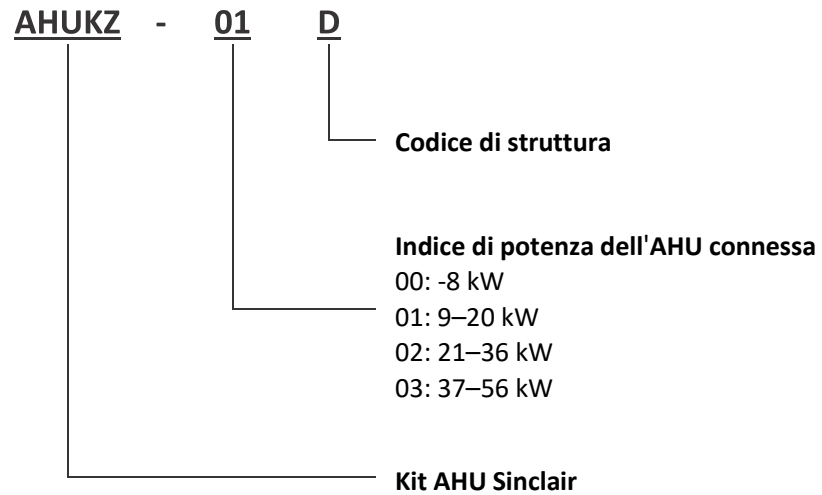 AHUKZ - 01 D
Codice di struttura
Indice di potenza dell'AHU connessa
00: -8 kW
01: 9–20 kW
02: 21–36 kW
03: 37–56 kW
Kit AHU Sinclair